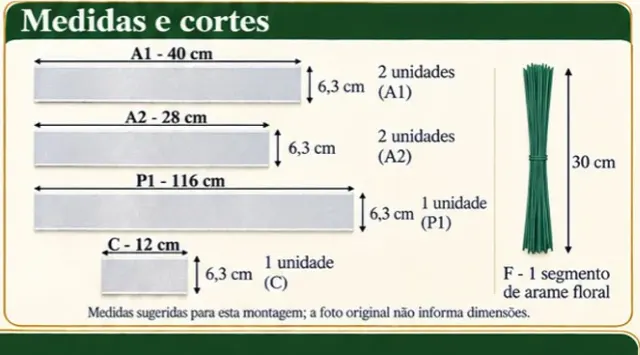 Medidas e cortes
A1 - 40 cm
6,3 cm
2 unidades
(A1)
A2 - 28 cm
6,3 cm
2 unidades
(A2)
P1 - 116 cm
6,3 cm
1 unidade
(P1)
C - 12 cm
6,3 cm
1 unidade
(C)
30 cm
F - 1 segmento
de arame floral
Medidas sugeridas para esta montagem; a foto original não informa dimensões.